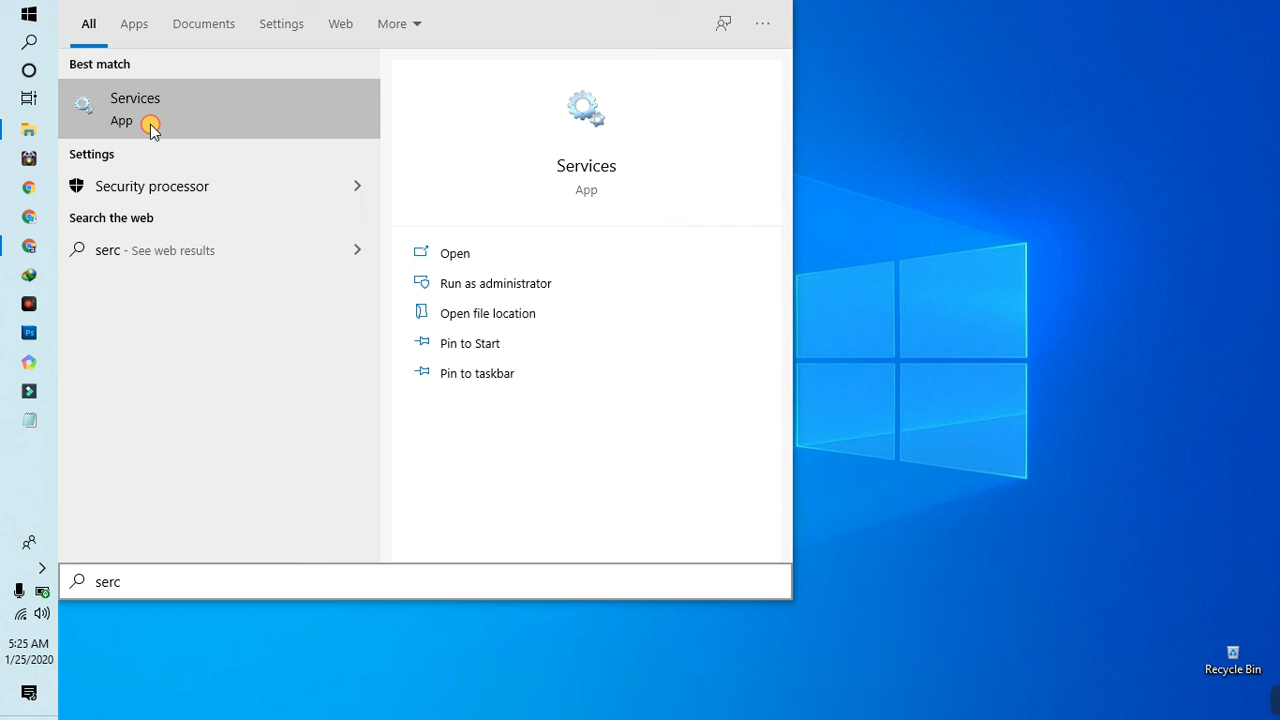 All Apps Documents Settings Web More
Best match
Services
App
Settings
Security processor
Search the web
serc - See web results
Services
App
Open
Run as administrator
Open file location
Pin to Start
Pin to taskbar
serc
Ps
5:25 AM
1/25/2020
Recycle Bin